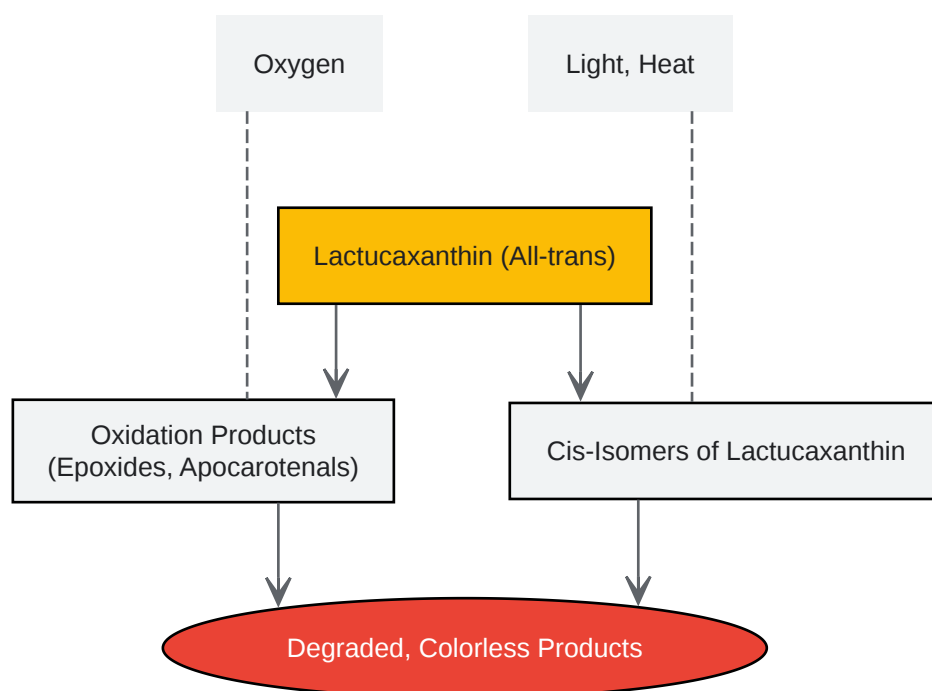 Oxygen
Light, Heat
Lactucaxanthin (All-trans)
Oxidation Products
(Epoxides, Apocarotenals)
Cis-Isomers of Lactucaxanthin
Degraded, Colorless Products